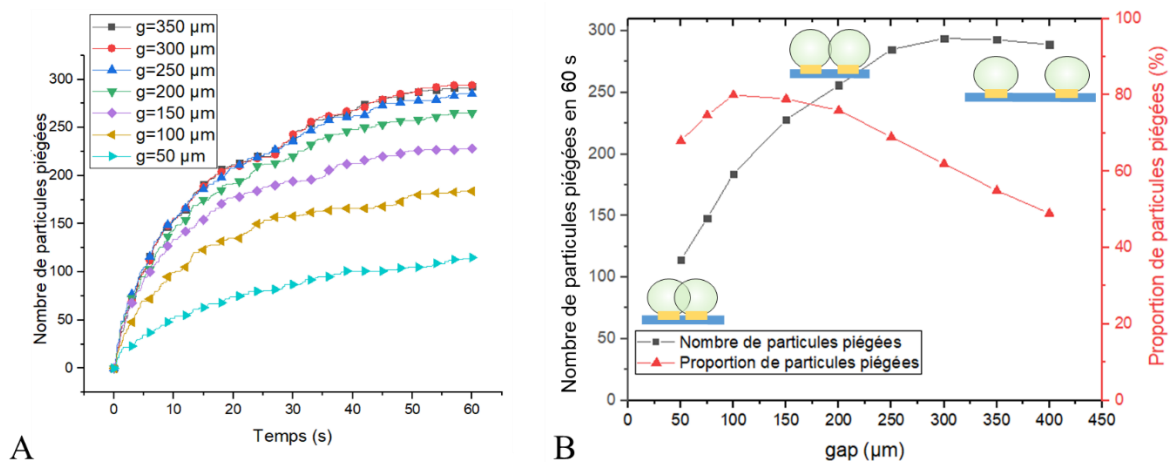 g=350 µm
g=300 µm
g=250 µm
g=200 µm
g=150 µm
g=100 µm
g=50 µm
Nombre de particules piégées
300
250
200
150
100
50
0
0 10 20 30 40 50 60
Temps (s)
A
Nombre de particules piégées en 60 s
300
250
200
150
100
50
0
Nombre de particules piégées
Proportion de particules piégées
0 50 100 150 200 250 300 350 400 450
gap (µm)
100
80
60
40
20
0
Proportion de particules piégées (%)
B